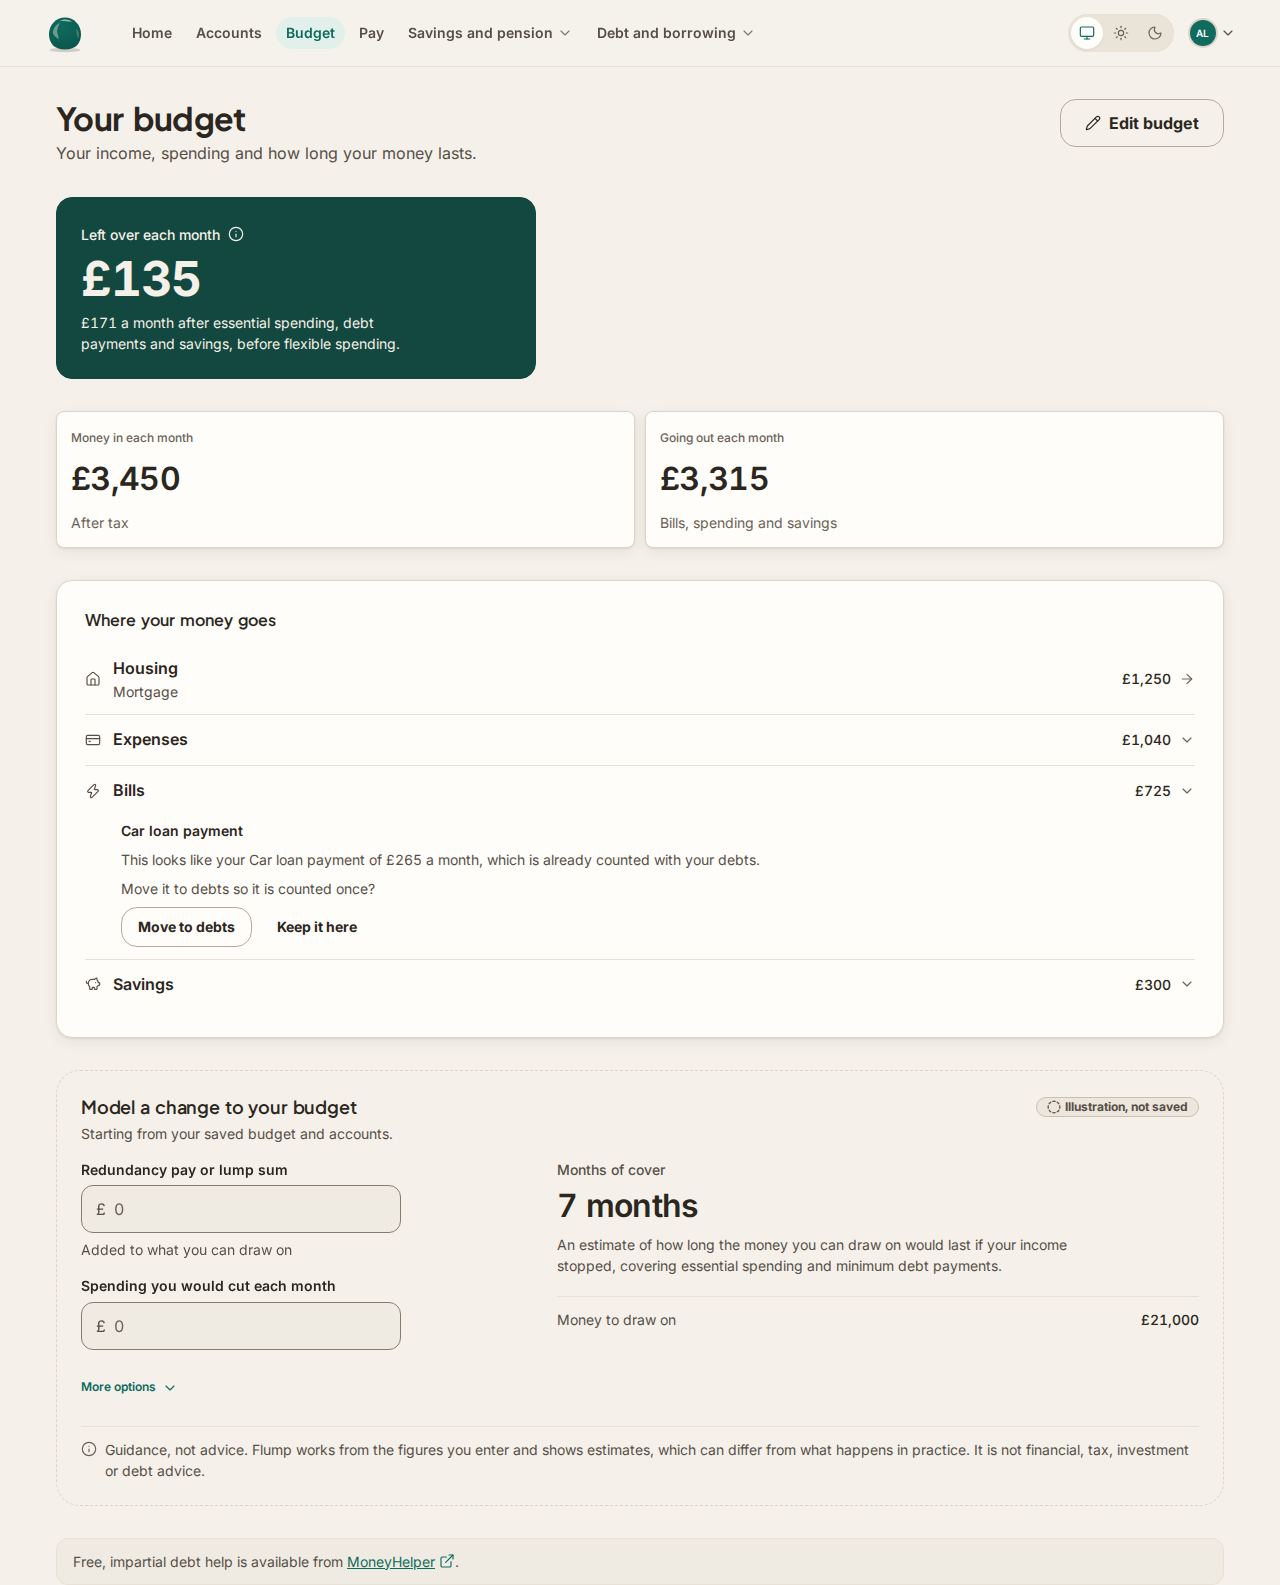 Home
Accounts
Budget
Pay
Savings and pension
Debt and borrowing
AL
Your budget
Your income, spending and how long your money lasts.
Edit budget
Left over each month
£135
£171 a month after essential spending, debt
payments and savings, before flexible spending.
Money in each month
£3,450
After tax
Going out each month
£3,315
Bills, spending and savings
Where your money goes
Housing
Mortgage
£1,250
Expenses
£1,040
Bills
£725
Car loan payment
This looks like your Car loan payment of £265 a month, which is already counted with your debts.
Move it to debts so it is counted once?
Move to debts
Keep it here
Savings
£300
Model a change to your budget
Illustration, not saved
Starting from your saved budget and accounts.
Redundancy pay or lump sum
£ 0
Added to what you can draw on
Spending you would cut each month
£ 0
More options
Months of cover
7 months
An estimate of how long the money you can draw on would last if your income
stopped, covering essential spending and minimum debt payments.
Money to draw on
£21,000
Guidance, not advice. Flump works from the figures you enter and shows estimates, which can differ from what happens in practice. It is not financial, tax, investment
or debt advice.
Free, impartial debt help is available from MoneyHelper.